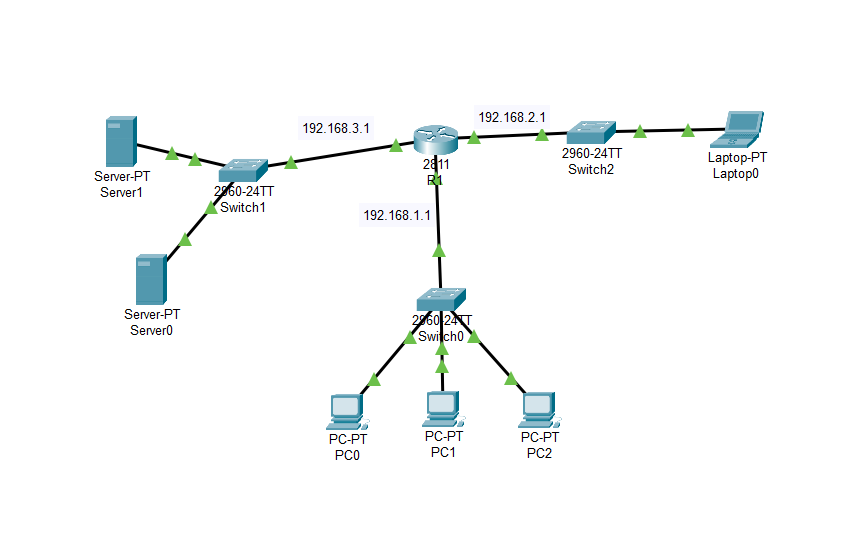 192.168.3.1
192.168.2.1
2811
R1
2960-24TT
Switch2
Laptop-PT
Laptop0
Server-PT
Server1
2960-24TT
Switch1
192.168.1.1
Server-PT
Server0
2960-24TT
Switch0
PC-PT
PC0
PC-PT
PC1
PC-PT
PC2